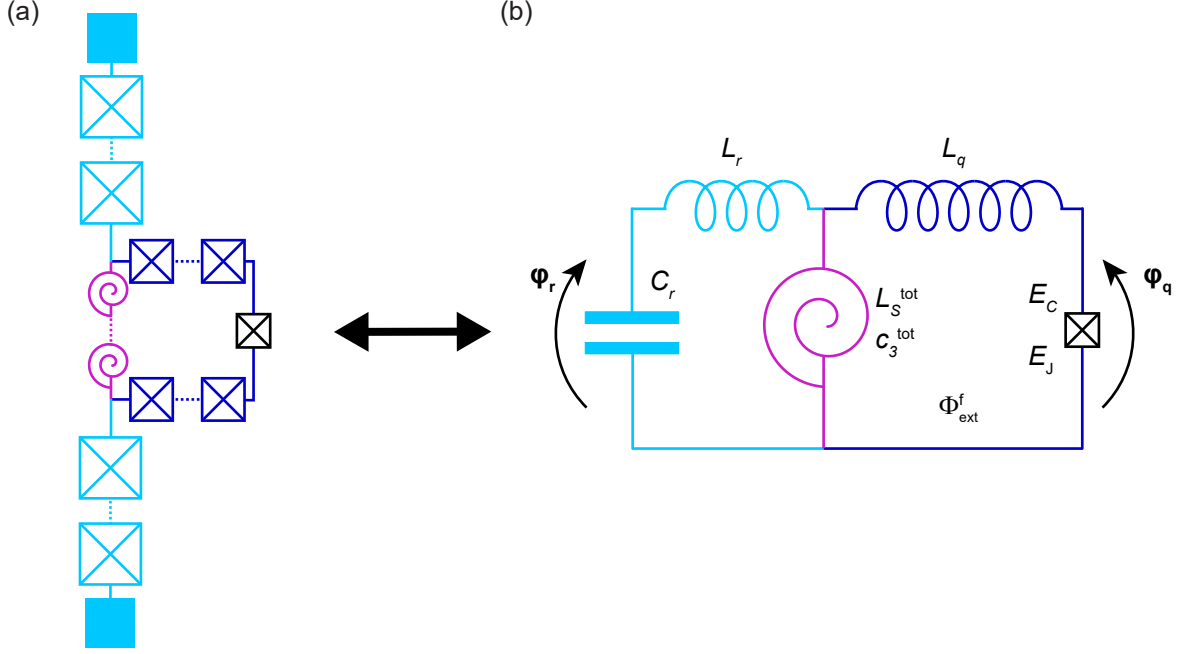 (a)
(b)
L_r
L_q
φ_r
C_r
L_S^tot
c_3^tot
E_C
E_J
φ_q
Φ_ext^f